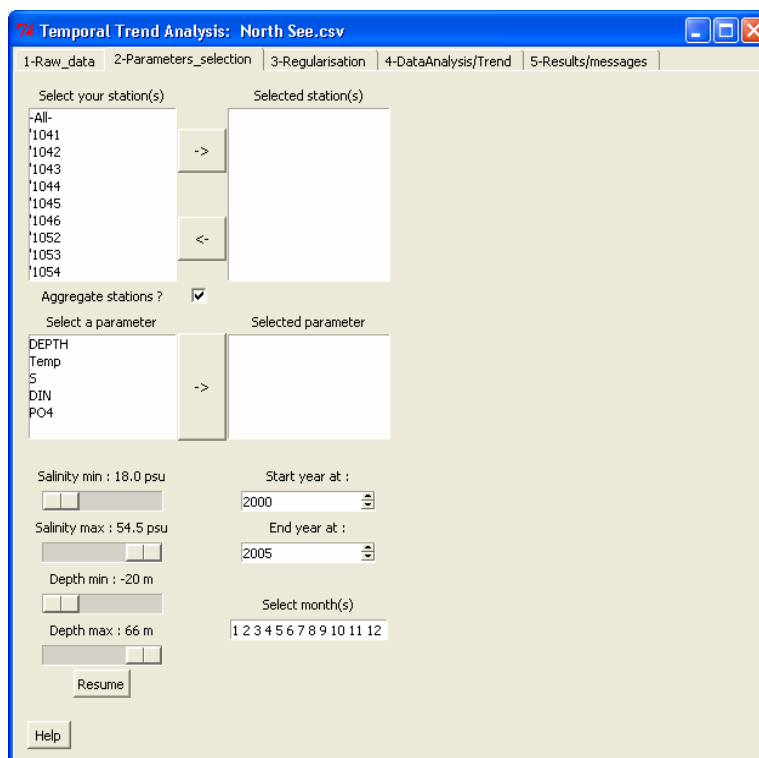 Temporal Trend Analysis: North See.csv
1-Raw_data 2-Parameters_selection 3-Regularisation 4-DataAnalysis/Trend 5-Results/messages
Select your station(s) Selected station(s)
-All-
'1041
'1042
->
'1043
'1044
'1045
'1046
'1052
<-
'1053
'1054
Aggregate stations ?
Select a parameter Selected parameter
DEPTH
Temp
S
->
DIN
PO4
Salinity min : 18.0 psu Start year at :
2000
Salinity max : 54.5 psu End year at :
2005
Depth min : -20 m
Select month(s)
Depth max : 66 m
1 2 3 4 5 6 7 8 9 10 11 12
Resume
Help